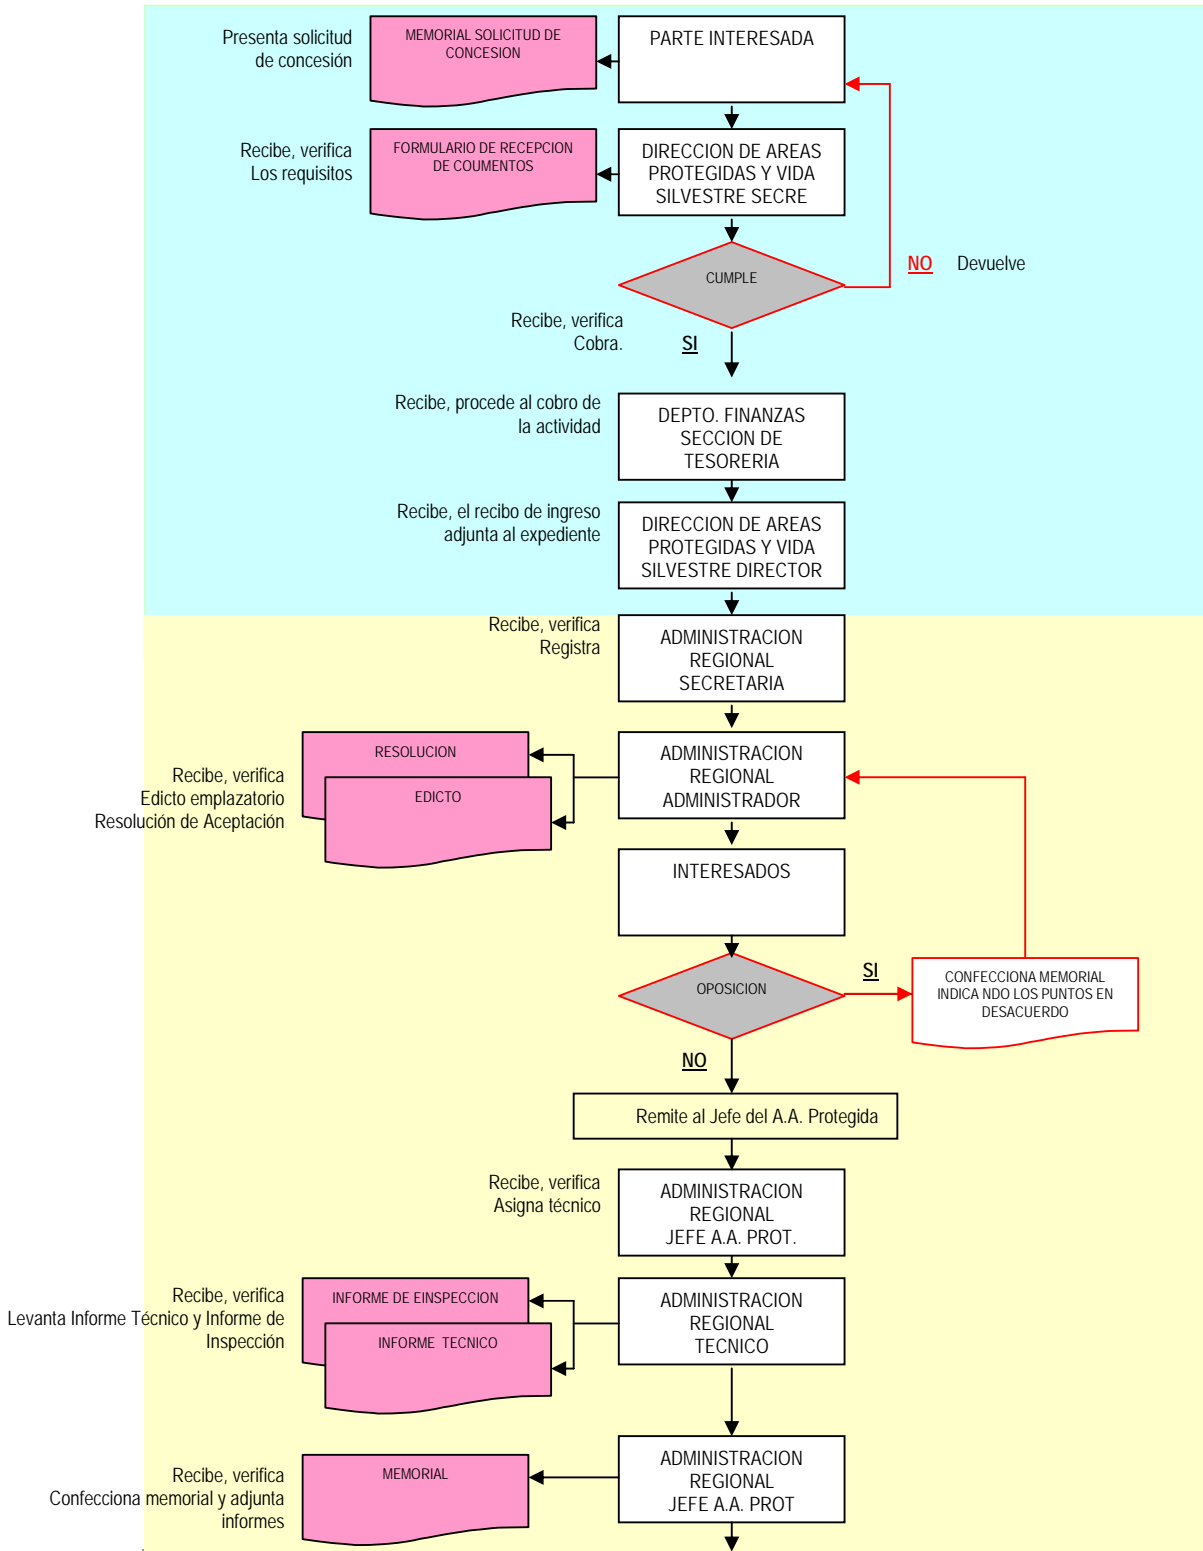 Presenta solicitud
de concesión
MEMORIAL SOLICITUD DE
CONCESION
PARTE INTERESADA
Recibe, verifica
Los requisitos
FORMULARIO DE RECEPCION
DE COUMENTOS
DIRECCION DE AREAS
PROTEGIDAS Y VIDA
SILVESTRE SECRE
CUMPLE
NO Devuelve
Recibe, verifica
Cobra.
SI
Recibe, procede al cobro de
la actividad
DEPTO. FINANZAS
SECCION DE
TESORERIA
Recibe, el recibo de ingreso
adjunta al expediente
DIRECCION DE AREAS
PROTEGIDAS Y VIDA
SILVESTRE DIRECTOR
Recibe, verifica
Registra
ADMINISTRACION
REGIONAL
SECRETARIA
Recibe, verifica
Edicto emplazatorio
Resolución de Aceptación
RESOLUCION
EDICTO
ADMINISTRACION
REGIONAL
ADMINISTRADOR
INTERESADOS
OPOSICION
SI
CONFECCIONA MEMORIAL
INDICA NDO LOS PUNTOS EN
DESACUERDO
NO
Remite al Jefe del A.A. Protegida
Recibe, verifica
Asigna técnico
ADMINISTRACION
REGIONAL
JEFE A.A. PROT.
Recibe, verifica
Levanta Informe Técnico y Informe de
Inspección
INFORME DE EINSPECCION
INFORME TECNICO
ADMINISTRACION
REGIONAL
TECNICO
Recibe, verifica
Confecciona memorial y adjunta
informes
MEMORIAL
ADMINISTRACION
REGIONAL
JEFE A.A. PROT